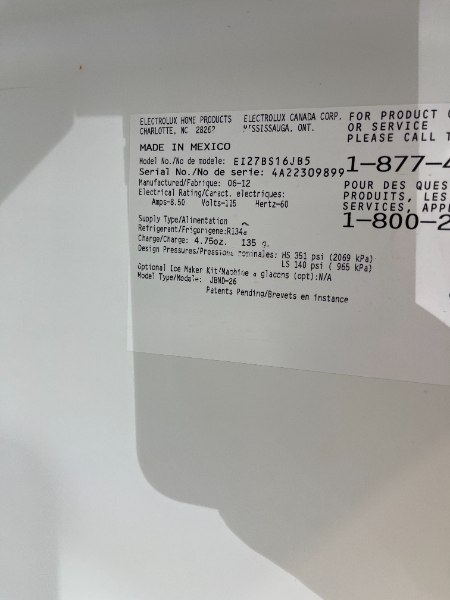 ELECTROLUX HOME PRODUCTS ELECTROLUX CANADA CORP. FOR PRODUCT
CHARLOTTE, NC 28262 MISSISSAUGA, ONT. OR SERVICE
PLEASE CALL
MADE IN MEXICO
Model No./No de modele: EI27BS16JB5 1-877-4
Serial No./No de serie: 4A22309899
Manufactured/Fabrique: 06-12 POUR DES QUES
Electrical Rating/Caract. electriques: PRODUITS, LES
Amps-8.50 Volts-115 Hertz-60 SERVICES, APPE
1-800-2
Supply Type/Alimentation
Refrigerant/Frigorigene:R134a
Charge/Charge: 4.75oz. 135 g.
Design Pressures/Pressions nominales: HS 351 psi (2069 kPa)
LS 140 psi ( 965 kPa)
Optional Ice Maker Kit/Machine a glacons (opt):N/A
Model Type/Modele: JBMD-26
Patents Pending/Brevets en instance